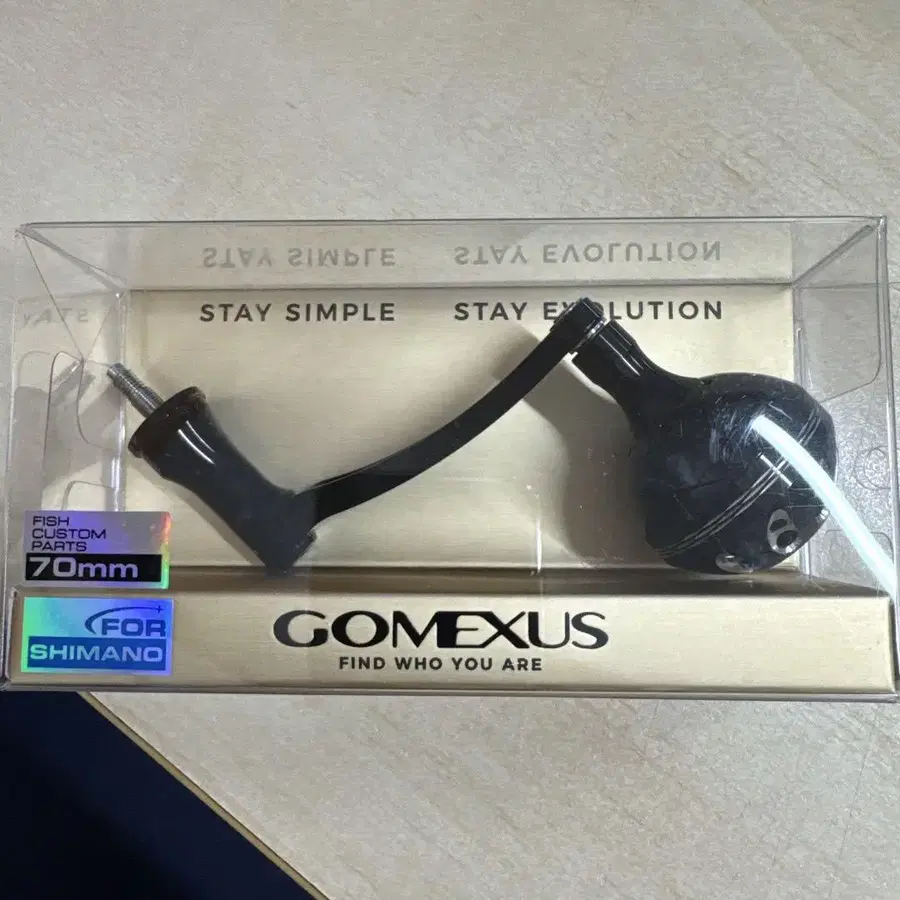 STAY SIMPLE STAY EVOLUTION
STAY SIMPLE STAY EVOLUTION
FISH
CUSTOM
PARTS
70mm
FOR
SHIMANO
GOMEXUS
FIND WHO YOU ARE